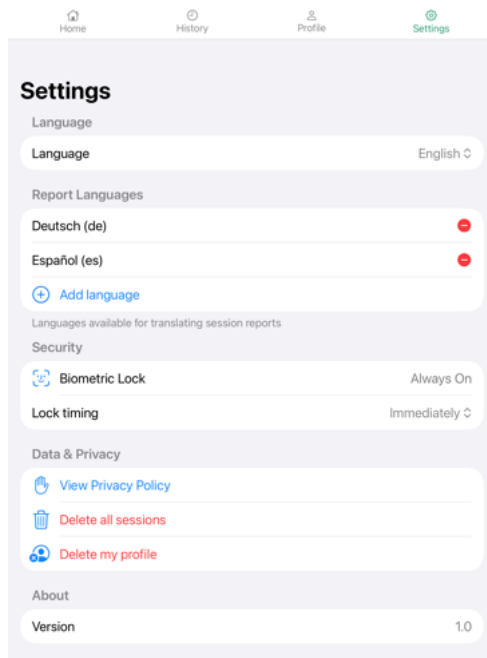 Home History Profile Settings
Settings
Language
Language English
Report Languages
Deutsch (de)
Español (es)
Add language
Languages available for translating session reports
Security
Biometric Lock Always On
Lock timing Immediately
Data & Privacy
View Privacy Policy
Delete all sessions
Delete my profile
About
Version 1.0